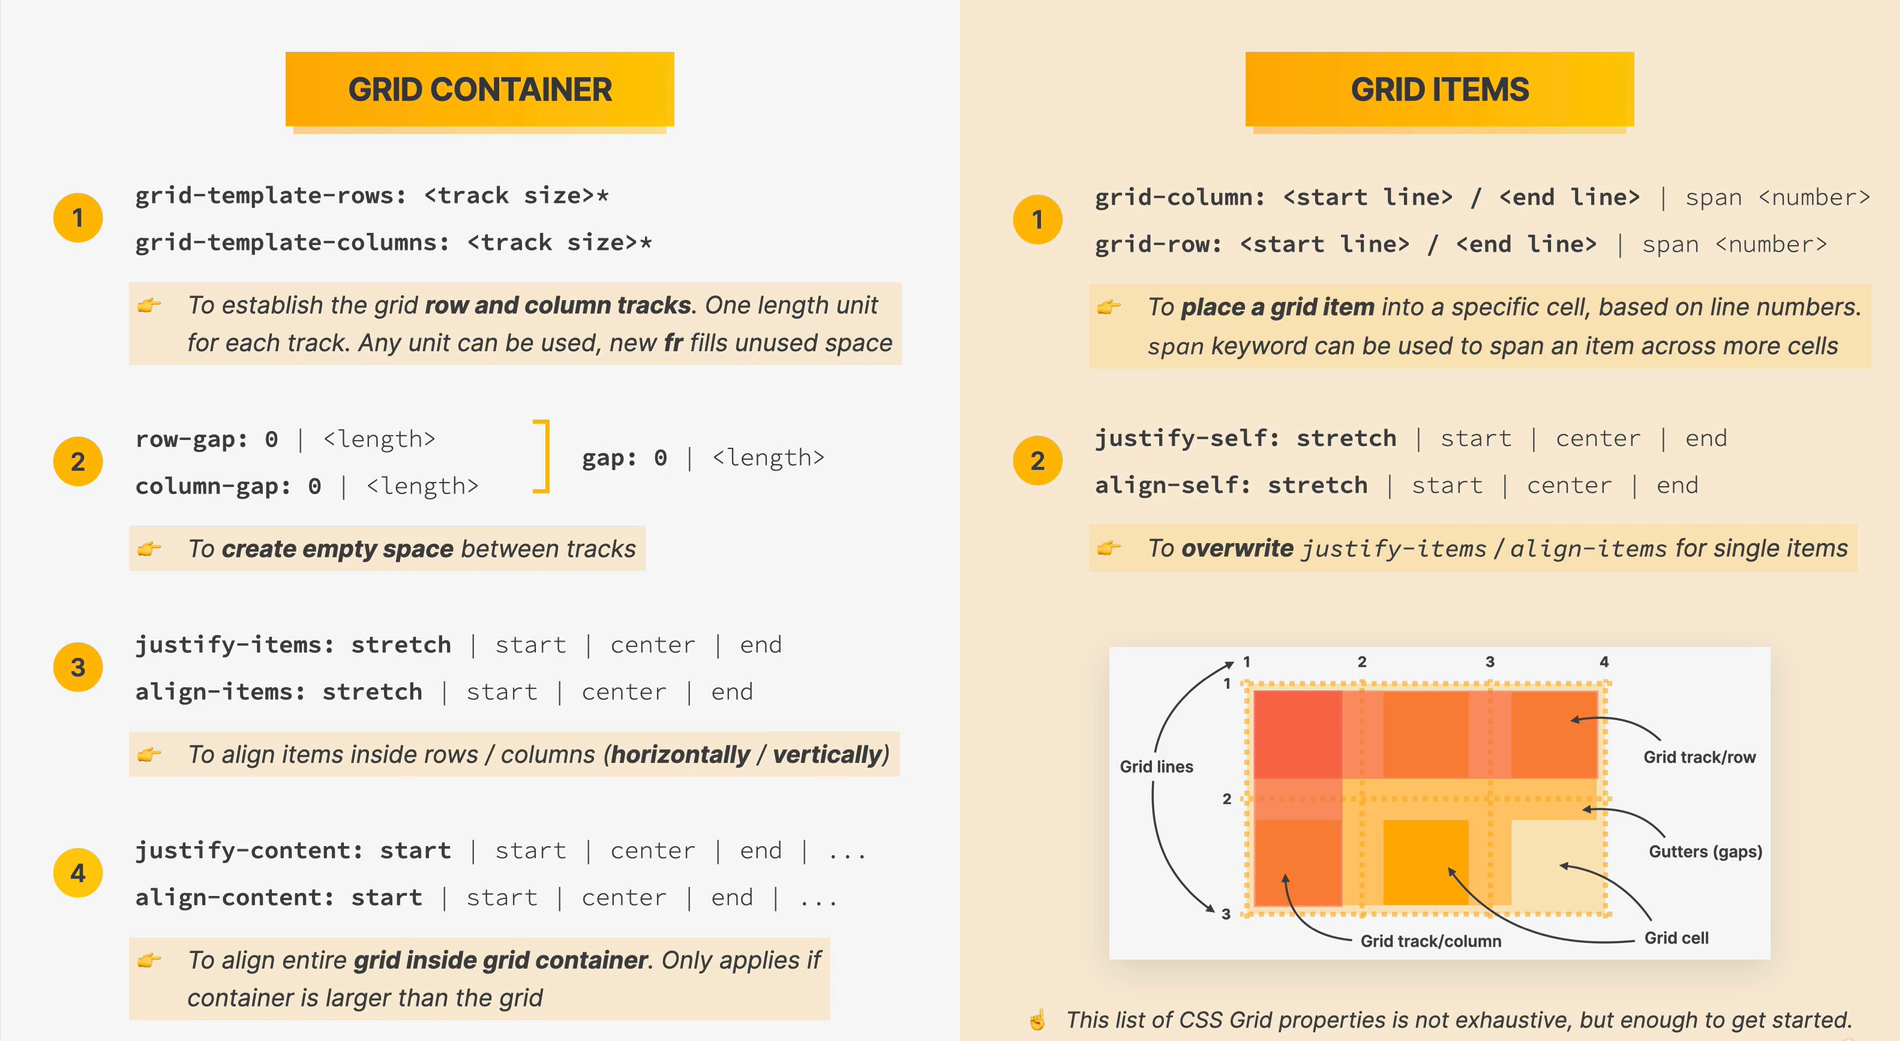 GRID CONTAINER
1
grid-template-rows: <track size>*
grid-template-columns: <track size>*
👉 To establish the grid row and column tracks. One length unit
for each track. Any unit can be used, new fr fills unused space
2
row-gap: 0 | <length>
column-gap: 0 | <length>
gap: 0 | <length>
👉 To create empty space between tracks
3
justify-items: stretch | start | center | end
align-items: stretch | start | center | end
👉 To align items inside rows / columns (horizontally / vertically)
4
justify-content: start | start | center | end | ...
align-content: start | start | center | end | ...
👉 To align entire grid inside grid container. Only applies if
container is larger than the grid
GRID ITEMS
1
grid-column: <start line> / <end line> | span <number>
grid-row: <start line> / <end line> | span <number>
👉 To place a grid item into a specific cell, based on line numbers.
span keyword can be used to span an item across more cells
2
justify-self: stretch | start | center | end
align-self: stretch | start | center | end
👉 To overwrite justify-items / align-items for single items
1 2 3 4
1
Grid track/row
Grid lines
2
Gutters (gaps)
3
Grid track/column
Grid cell
☝ This list of CSS Grid properties is not exhaustive, but enough to get started.